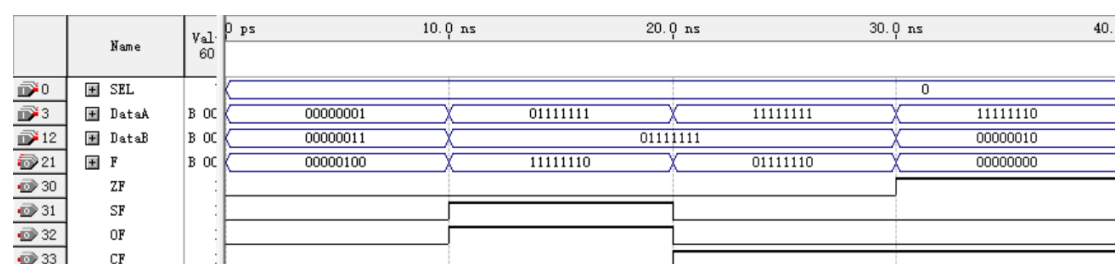 0 ps 10.0 ns 20.0 ns 30.0 ns 40.
Name Val
60
0 SEL 0
3 DataA B 00 00000001 01111111 11111111 11111110
12 DataB B 00 00000011 01111111 00000010
21 F B 00 00000100 11111110 01111110 00000000
30 ZF
31 SF
32 OF
33 CF